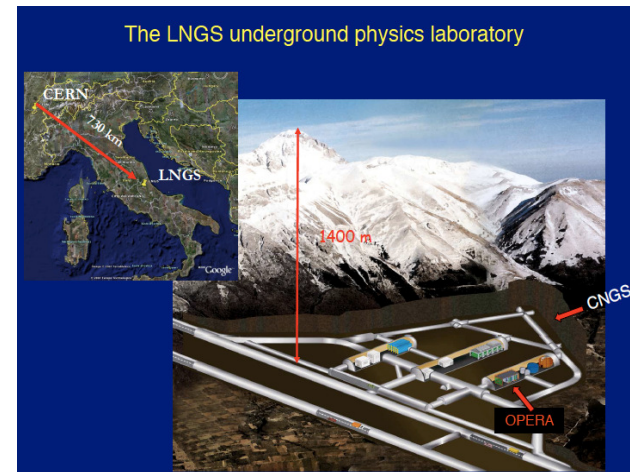 The LNGS underground physics laboratory
CERN
730 km
LNGS
Google
1400 m
CNGS
OPERA